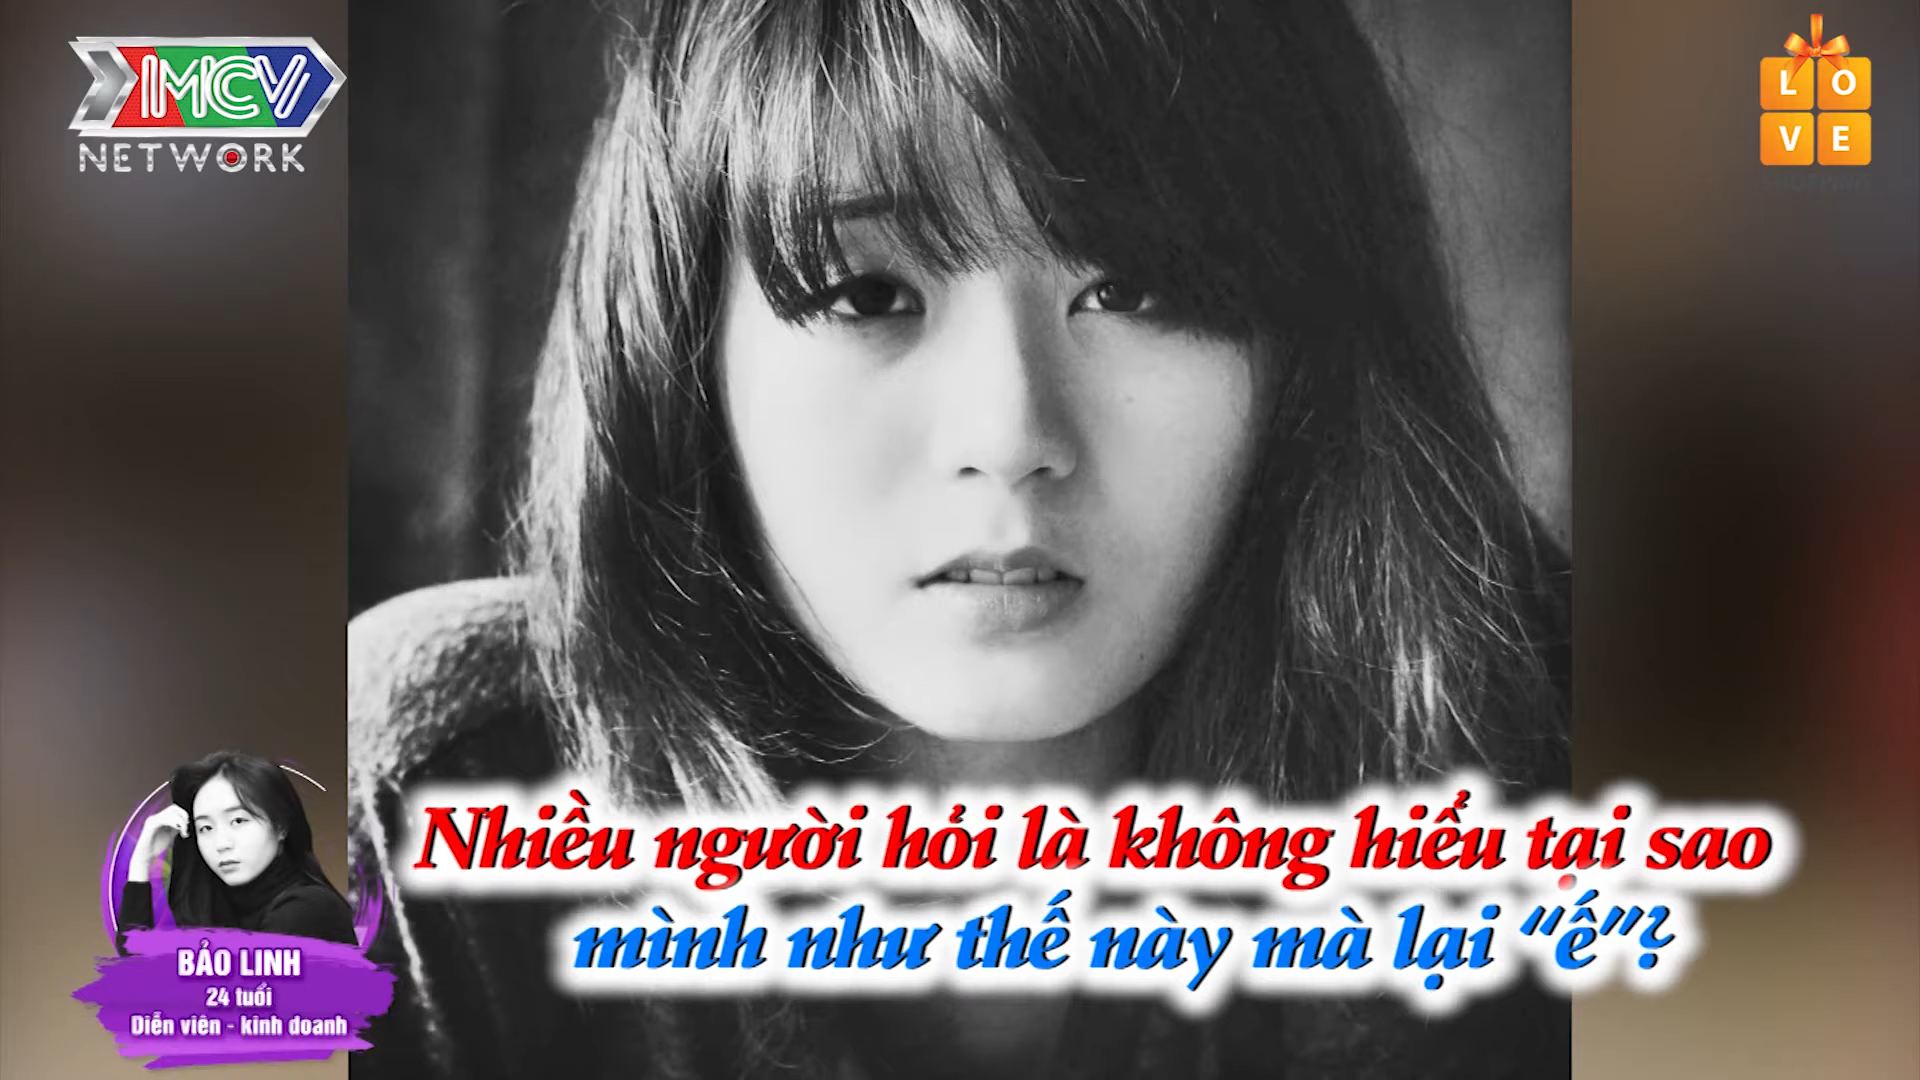 MCV
NETWORK
L O
V E
Nhiều người hỏi là không hiểu tại sao
mình như thế này mà lại “ế”?
BẢO LINH
24 tuổi
Diễn viên - kinh doanh